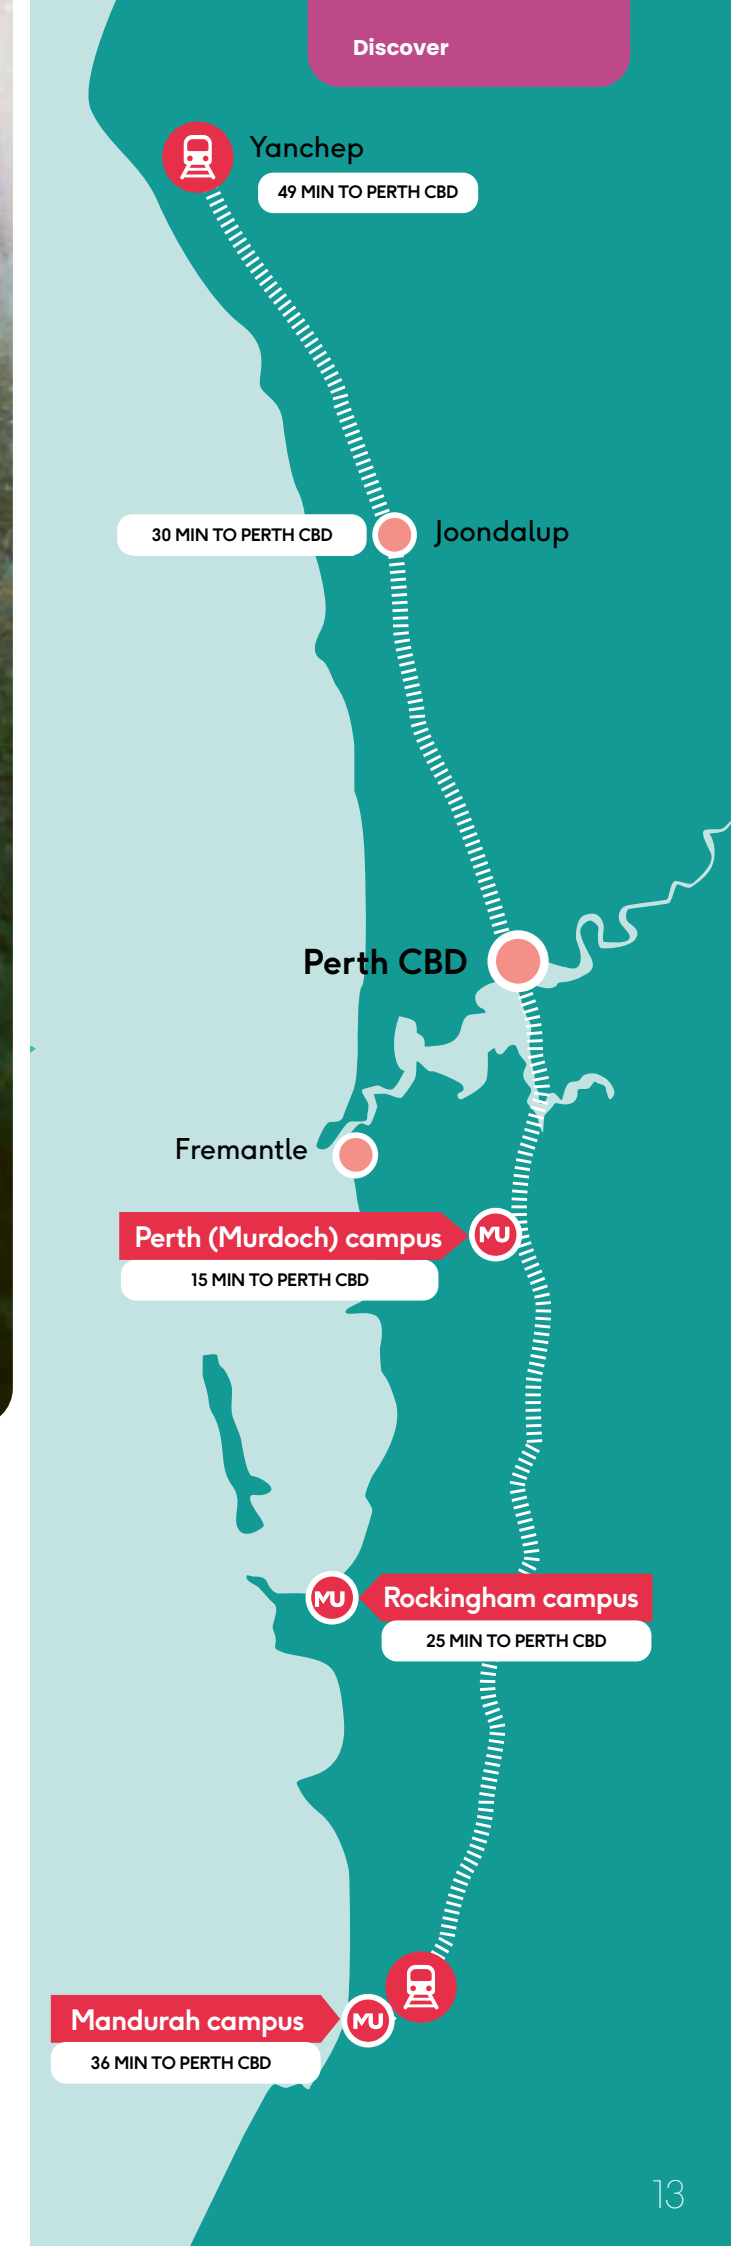 Discover
Yanchep
49 MIN TO PERTH CBD
30 MIN TO PERTH CBD
Joondalup
Perth CBD
Fremantle
Perth (Murdoch) campus
MU
15 MIN TO PERTH CBD
MU
Rockingham campus
25 MIN TO PERTH CBD
Mandurah campus
MU
36 MIN TO PERTH CBD
13